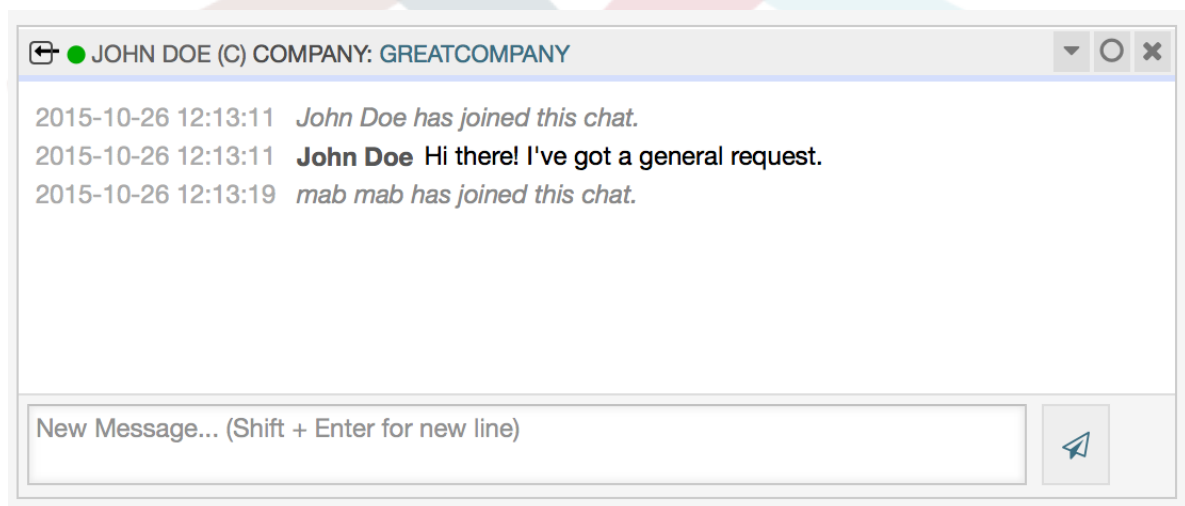 JOHN DOE (C) COMPANY: GREATCOMPANY
2015-10-26 12:13:11 John Doe has joined this chat.
2015-10-26 12:13:11 John Doe Hi there! I've got a general request.
2015-10-26 12:13:19 mab mab has joined this chat.
New Message... (Shift + Enter for new line)